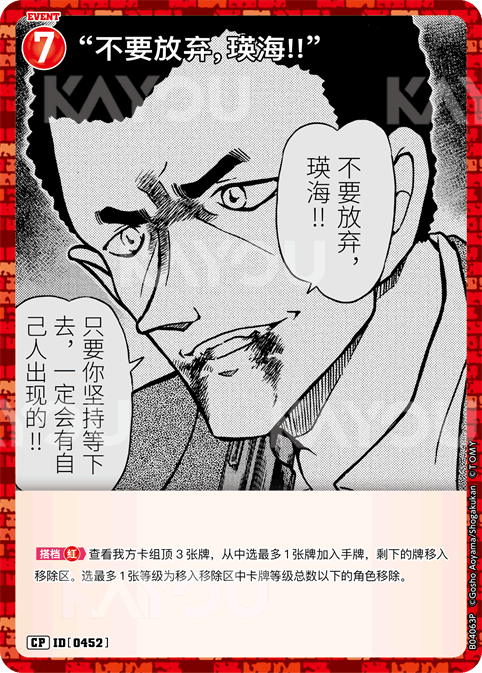 EVENT
7
“不要放弃，瑛海!!”
KAYOU
不要放弃，
瑛海!!
KAYOU
只要你坚持等下
去，一定会有自
己人出现的!!
KAYOU
KAYOU
搭档 红 查看我方卡组顶 3 张牌，从中选最多 1 张牌加入手牌，剩下的牌移入
移除区。选最多 1 张等级为移入移除区中卡牌等级总数以下的角色移除。
KAYOU
CP ID[0452]
B04063P ©Gosho Aoyama/Shogakukan ©TOMY